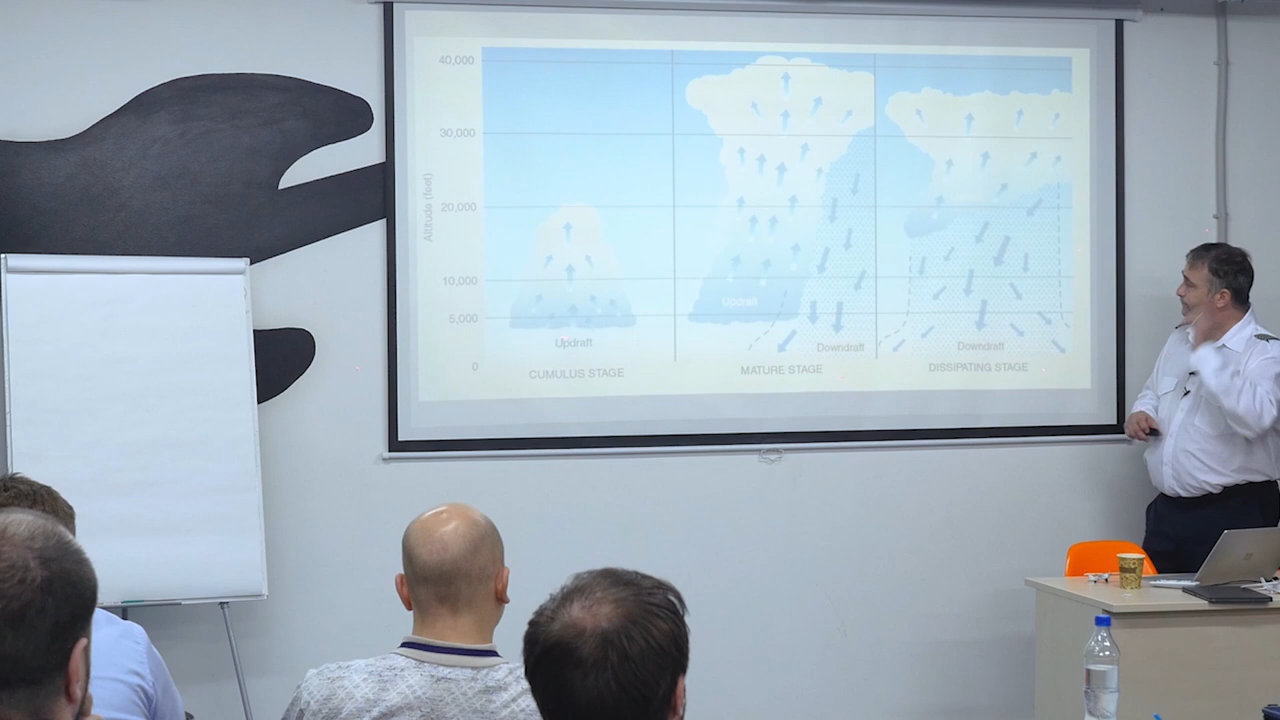 40,000
30,000
20,000
10,000
5,000
0
Altitude (feet)
Updraft
Updraft
Downdraft
Downdraft
CUMULUS STAGE
MATURE STAGE
DISSIPATING STAGE